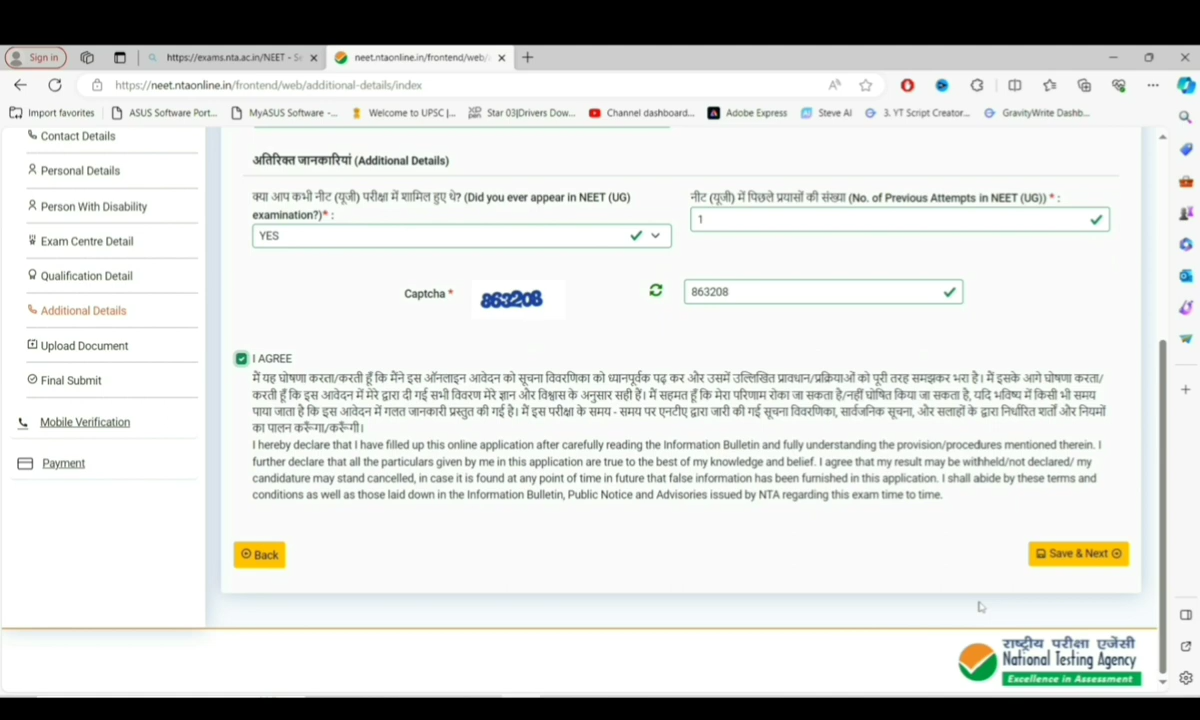 Sign in
https://exams.nta.ac.in/NEET - Se
neet.ntaonline.in/frontend/web/
https://neet.ntaonline.in/frontend/web/additional-details/index
Import favorites
ASUS Software Port...
MyASUS Software -...
Welcome to UPSC |...
Star 03|Drivers Dow...
Channel dashboard...
Adobe Express
Steve AI
3. YT Script Creator...
GravityWrite Dashb...
Contact Details
Personal Details
Person With Disability
Exam Centre Detail
Qualification Detail
Additional Details
Upload Document
Final Submit
Mobile Verification
Payment
अतिरिक्त जानकारियां (Additional Details)
क्या आप कभी नीट (यूजी) परीक्षा में शामिल हुए थे? (Did you ever appear in NEET (UG)
examination?)* :
YES
नीट (यूजी) में पिछले प्रयासों की संख्या (No. of Previous Attempts in NEET (UG)) * :
1
Captcha *
863208
863208
I AGREE
मैं यह घोषणा करता/करती हूँ कि मैंने इस ऑनलाइन आवेदन को सूचना विवरणिका को ध्यानपूर्वक पढ़ कर और उसमें उल्लिखित प्रावधान/प्रक्रियाओं को पूरी तरह समझकर भरा है। मैं इसके आगे घोषणा करता/
करती हूँ कि इस आवेदन में मेरे द्वारा दी गई सभी विवरण मेरे ज्ञान और विश्वास के अनुसार सही हैं। मैं सहमत हूँ कि मेरा परिणाम रोका जा सकता है/नहीं घोषित किया जा सकता है, यदि भविष्य में किसी भी समय
पाया जाता है कि इस आवेदन में गलत जानकारी प्रस्तुत की गई है। मैं इस परीक्षा के समय - समय पर एनटीए द्वारा जारी की गई सूचना विवरणिका, सार्वजनिक सूचना, और सलाहों के द्वारा निर्धारित शर्तों और नियमों
का पालन करूँगा/करूँगी।
I hereby declare that I have filled up this online application after carefully reading the Information Bulletin and fully understanding the provision/procedures mentioned therein. I
further declare that all the particulars given by me in this application are true to the best of my knowledge and belief. I agree that my result may be withheld/not declared/ my
candidature may stand cancelled, in case it is found at any point of time in future that false information has been furnished in this application. I shall abide by these terms and
conditions as well as those laid down in the Information Bulletin, Public Notice and Advisories issued by NTA regarding this exam time to time.
Back
Save & Next
राष्ट्रीय परीक्षा एजेंसी
National Testing Agency
Excellence in Assessment